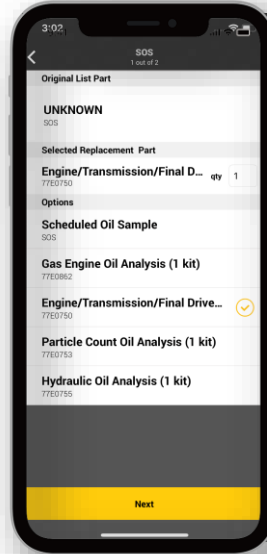 3:02
SOS
1 out of 2
Original List Part
UNKNOWN
SOS
Selected Replacement Part
Engine/Transmission/Final D... qty 1
77E0750
Options
Scheduled Oil Sample
SOS
Gas Engine Oil Analysis (1 kit)
77E0862
Engine/Transmission/Final Drive...
77E0750
Particle Count Oil Analysis (1 kit)
77E0753
Hydraulic Oil Analysis (1 kit)
77E0755
Next